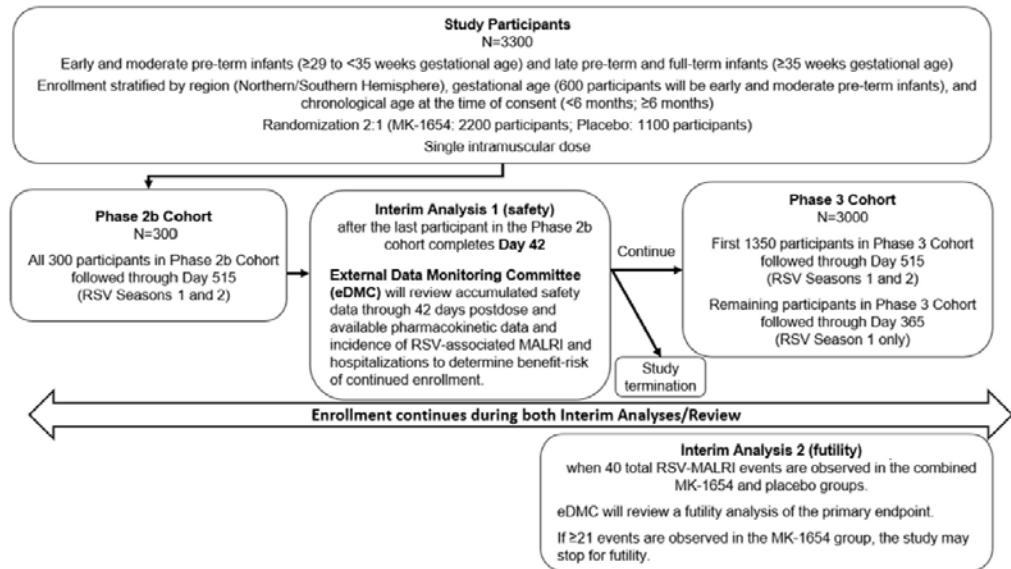 Study Participants
N=3300
Early and moderate pre-term infants (≥29 to <35 weeks gestational age) and late pre-term and full-term infants (≥35 weeks gestational age)
Enrollment stratified by region (Northern/Southern Hemisphere), gestational age (600 participants will be early and moderate pre-term infants), and
chronological age at the time of consent (<6 months; ≥6 months)
Randomization 2:1 (MK-1654: 2200 participants; Placebo: 1100 participants)
Single intramuscular dose
Phase 2b Cohort
N=300
All 300 participants in Phase 2b Cohort
followed through Day 515
(RSV Seasons 1 and 2)
Interim Analysis 1 (safety)
after the last participant in the Phase 2b
cohort completes Day 42
External Data Monitoring Committee
(eDMC) will review accumulated safety
data through 42 days postdose and
available pharmacokinetic data and
incidence of RSV-associated MALRI and
hospitalizations to determine benefit-risk
of continued enrollment.
Continue
Study
termination
Phase 3 Cohort
N=3000
First 1350 participants in Phase 3 Cohort
followed through Day 515
(RSV Seasons 1 and 2)
Remaining participants in Phase 3 Cohort
followed through Day 365
(RSV Season 1 only)
Enrollment continues during both Interim Analyses/Review
Interim Analysis 2 (futility)
when 40 total RSV-MALRI events are observed in the combined
MK-1654 and placebo groups.
eDMC will review a futility analysis of the primary endpoint.
If ≥21 events are observed in the MK-1654 group, the study may
stop for futility.